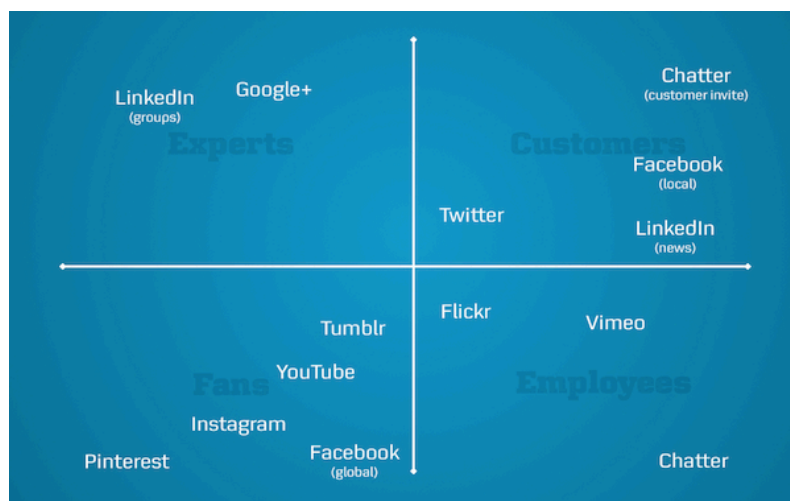 LinkedIn
(groups)
Google+
Experts
Chatter
(customer invite)
Customers
Facebook
(local)
Twitter
LinkedIn
(news)
Tumblr
YouTube
Fans
Instagram
Pinterest
Facebook
(global)
Flickr
Vimeo
Employees
Chatter